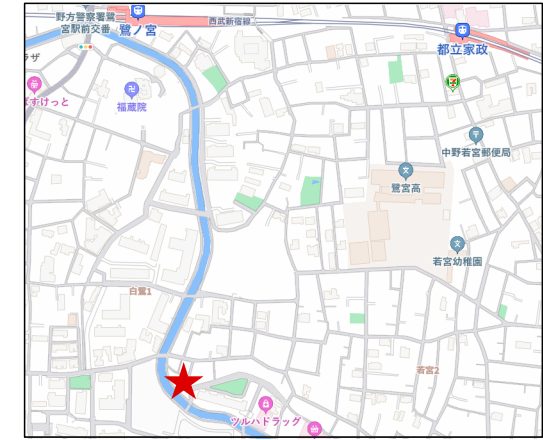 野方警察署鷺
宮駅前交番
鷺ノ宮
西武新宿線
都立家政
ラザ
ばすけっと
福蔵院
中野若宮郵便局
鷺宮高
若宮幼稚園
白鷺1
若宮2
ツルハドラッグ